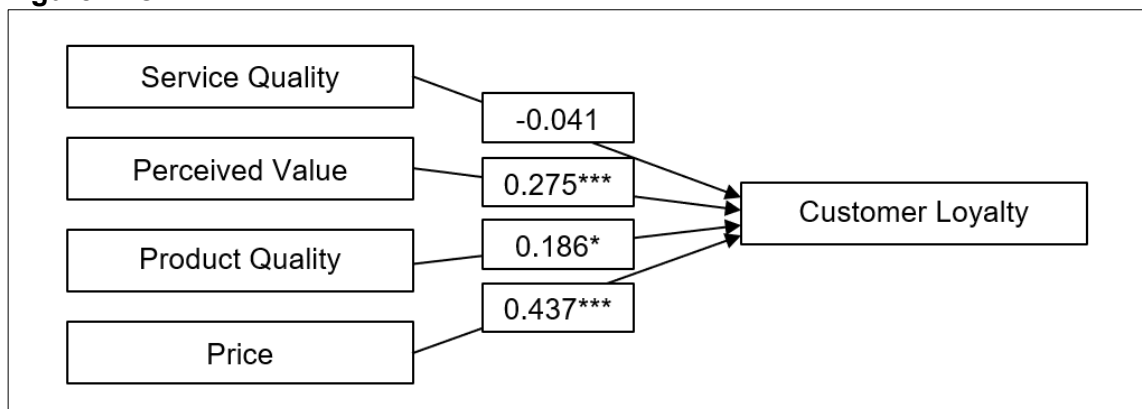 Service Quality
-0.041
Perceived Value
0.275***
Customer Loyalty
Product Quality
0.186*
Price
0.437***